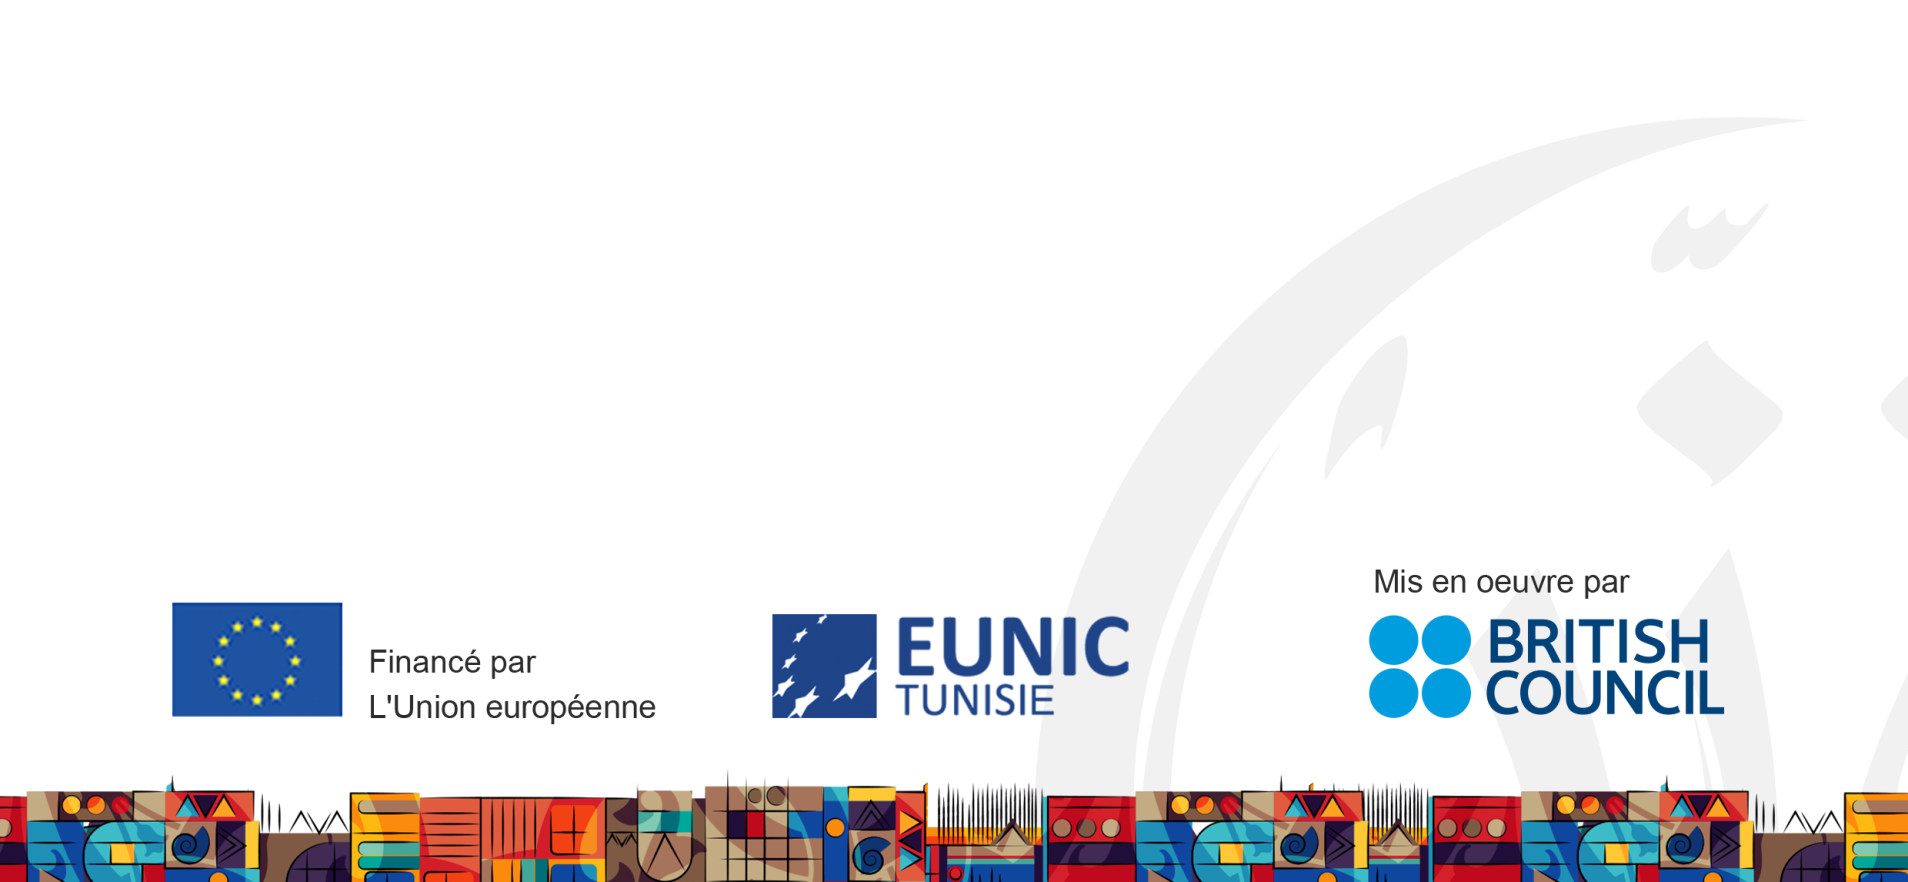 Mis en oeuvre par
Financé par
L'Union européenne
EUNIC
TUNISIE
BRITISH
COUNCIL